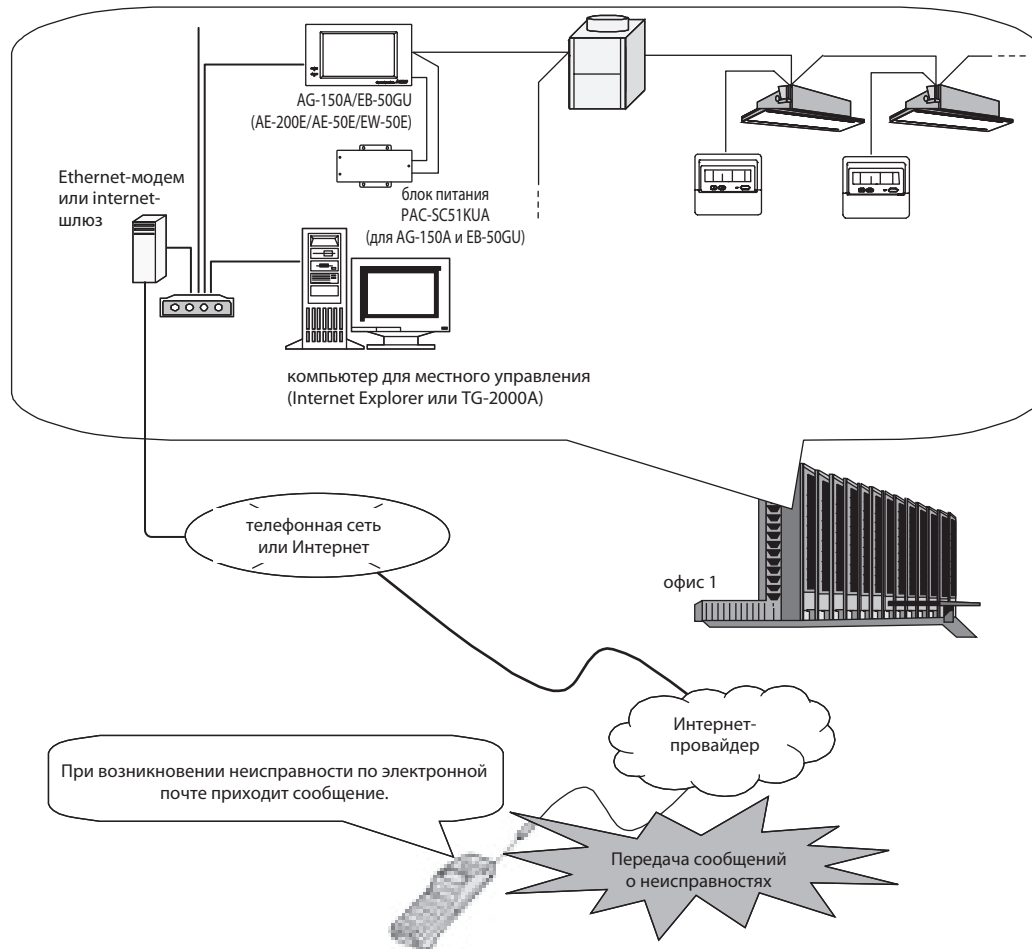 AG-150A/EB-50GU
(AE-200E/AE-50E/EW-50E)
Ethernet-модем
или internet-
шлюз
блок питания
PAC-SC51KUA
(для AG-150A и EB-50GU)
компьютер для местного управления
(Internet Explorer или TG-2000A)
телефонная сеть
или Интернет
офис 1
Интернет-
провайдер
При возникновении неисправности по электронной
почте приходит сообщение.
Передача сообщений
о неисправностях